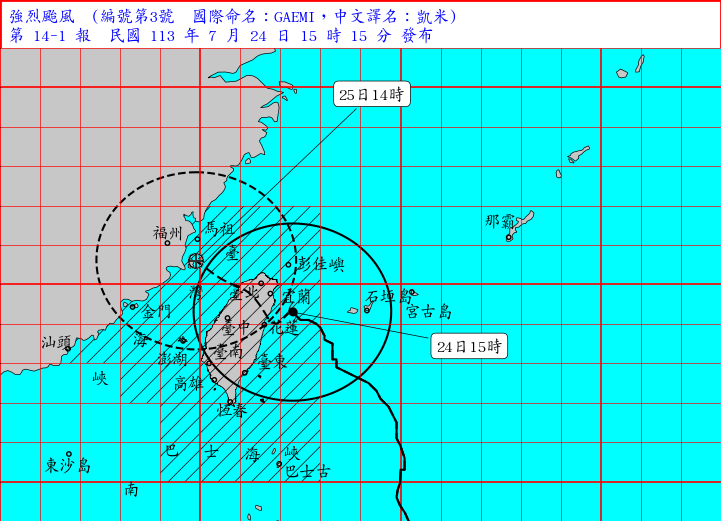 強烈颱風 (編號第3號 國際命名:GAEMI,中文譯名:凱米)
第 14-1 報 民國 113 年 7 月 24 日 15 時 15 分 發布
25日14時
那霸
馬祖
福州
臺
彭佳嶼
灣
臺北
宜蘭
石垣島
宮古島
金門
海
臺中
花蓮
汕頭
澎湖
臺南
臺東
24日15時
峽
高雄
恆春
巴士海峽
東沙島
巴士古
南